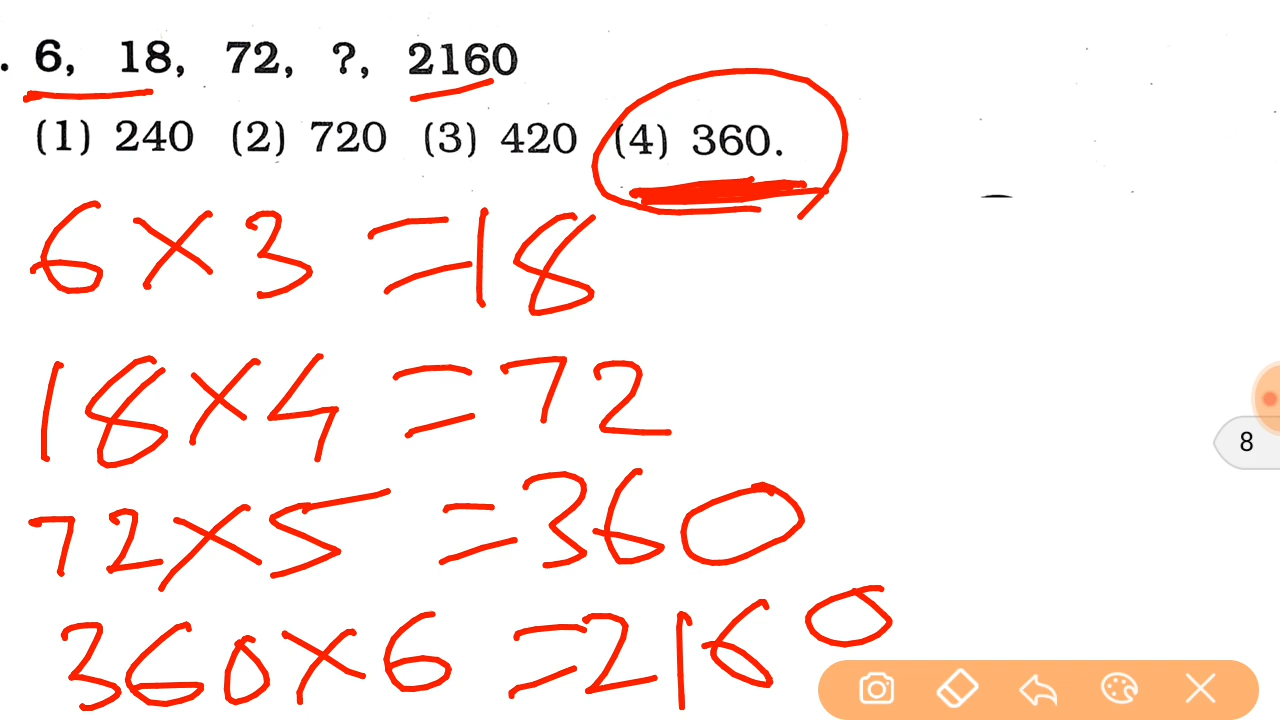 . 6, 18, 72, ?, 2160
(1) 240 (2) 720 (3) 420 (4) 360.
6 × 3 = 18
18 × 4 = 72
72 × 5 = 360
360 × 6 = 2160
8